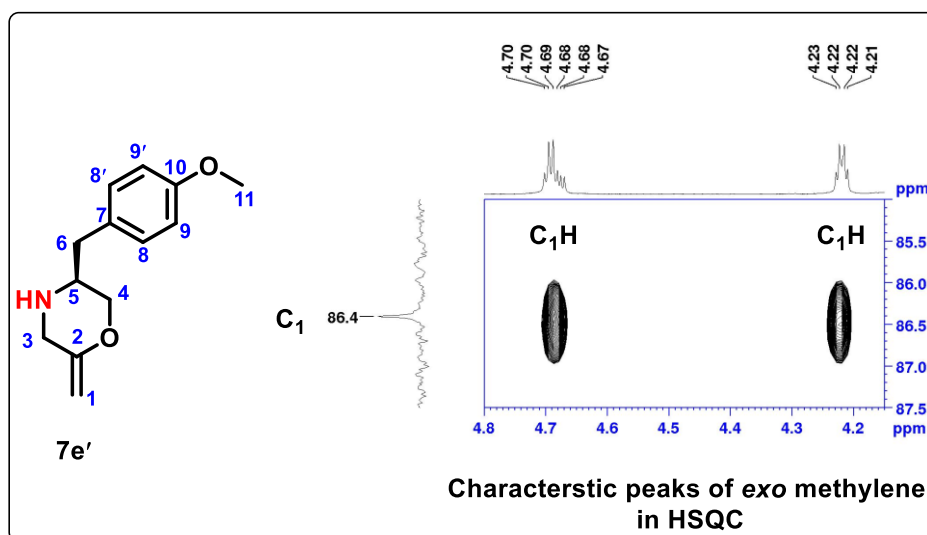 4.70
4.70
4.69
4.68
4.68
4.67
4.23
4.22
4.22
4.21
ppm
9'
8'
10
O
11
7
9
6
8
HN
5
4
3
2
O
1
7e'
C1
86.4
C1H
C1H
85.5
86.0
86.5
87.0
87.5
4.8 4.7 4.6 4.5 4.4 4.3 4.2 ppm
Characterstic peaks of exo methylene
in HSQC